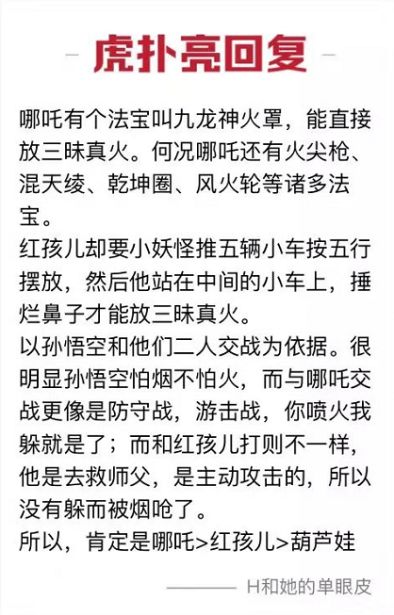 虎扑亮回复
哪吒有个法宝叫九龙神火罩，能直接
放三昧真火。何况哪吒还有火尖枪、
混天绫、乾坤圈、风火轮等诸多法
宝。
红孩儿却要小妖怪推五辆小车按五行
摆放，然后他站在中间的小车上，捶
烂鼻子才能放三昧真火。
以孙悟空和他们二人交战为依据。很
明显孙悟空怕烟不怕火，而与哪吒交
战更像是防守战，游击战，你喷火我
躲就是了；而和红孩儿打则不一样，
他是去救师父，是主动攻击的，所以
没有躲而被烟呛了。
所以，肯定是哪吒>红孩儿>葫芦娃
———— H和她的单眼皮